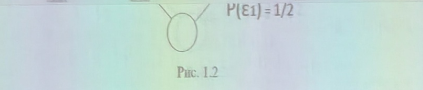 P(ε1) = 1/2
Рис. 1.2